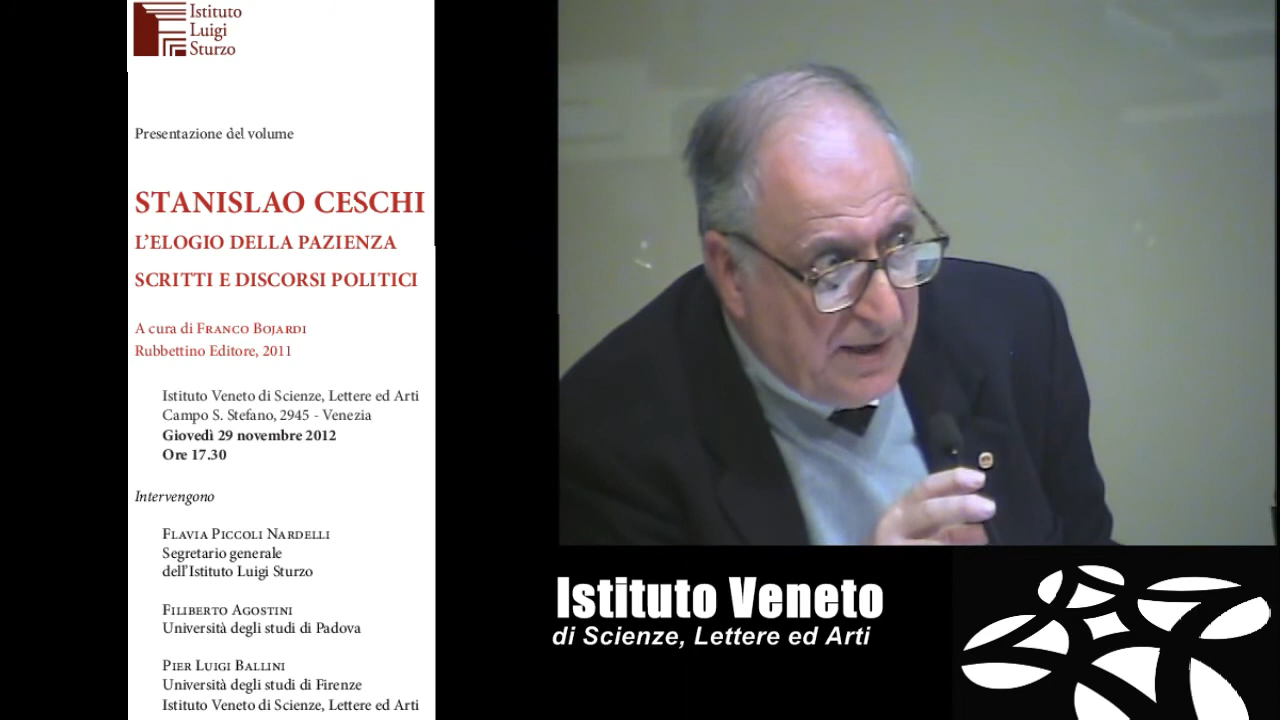 Istituto
Luigi
Sturzo
Presentazione del volume
STANISLAO CESCHI
L'ELOGIO DELLA PAZIENZA
SCRITTI E DISCORSI POLITICI
A cura di FRANCO BOJARDI
Rubbettino Editore, 2011
Istituto Veneto di Scienze, Lettere ed Arti
Campo S. Stefano, 2945 - Venezia
Giovedì 29 novembre 2012
Ore 17.30
Intervengono
FLAVIA PICCOLI NARDELLI
Segretario generale
dell'Istituto Luigi Sturzo
FILIBERTO AGOSTINI
Università degli studi di Padova
PIER LUIGI BALLINI
Università degli studi di Firenze
Istituto Veneto di Scienze, Lettere ed Arti
Istituto Veneto
di Scienze, Lettere ed Arti